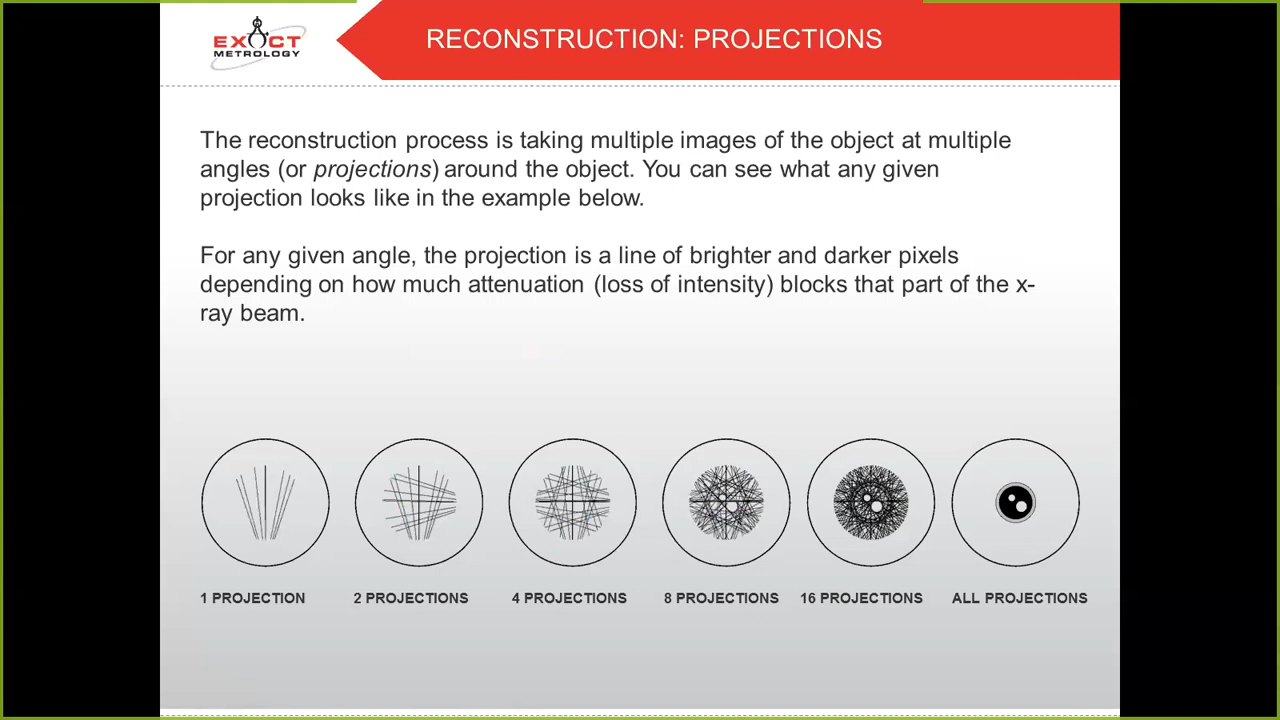 EXACT
METROLOGY
RECONSTRUCTION: PROJECTIONS
The reconstruction process is taking multiple images of the object at multiple
angles (or projections) around the object. You can see what any given
projection looks like in the example below.
For any given angle, the projection is a line of brighter and darker pixels
depending on how much attenuation (loss of intensity) blocks that part of the x-
ray beam.
1 PROJECTION
2 PROJECTIONS
4 PROJECTIONS
8 PROJECTIONS
16 PROJECTIONS
ALL PROJECTIONS